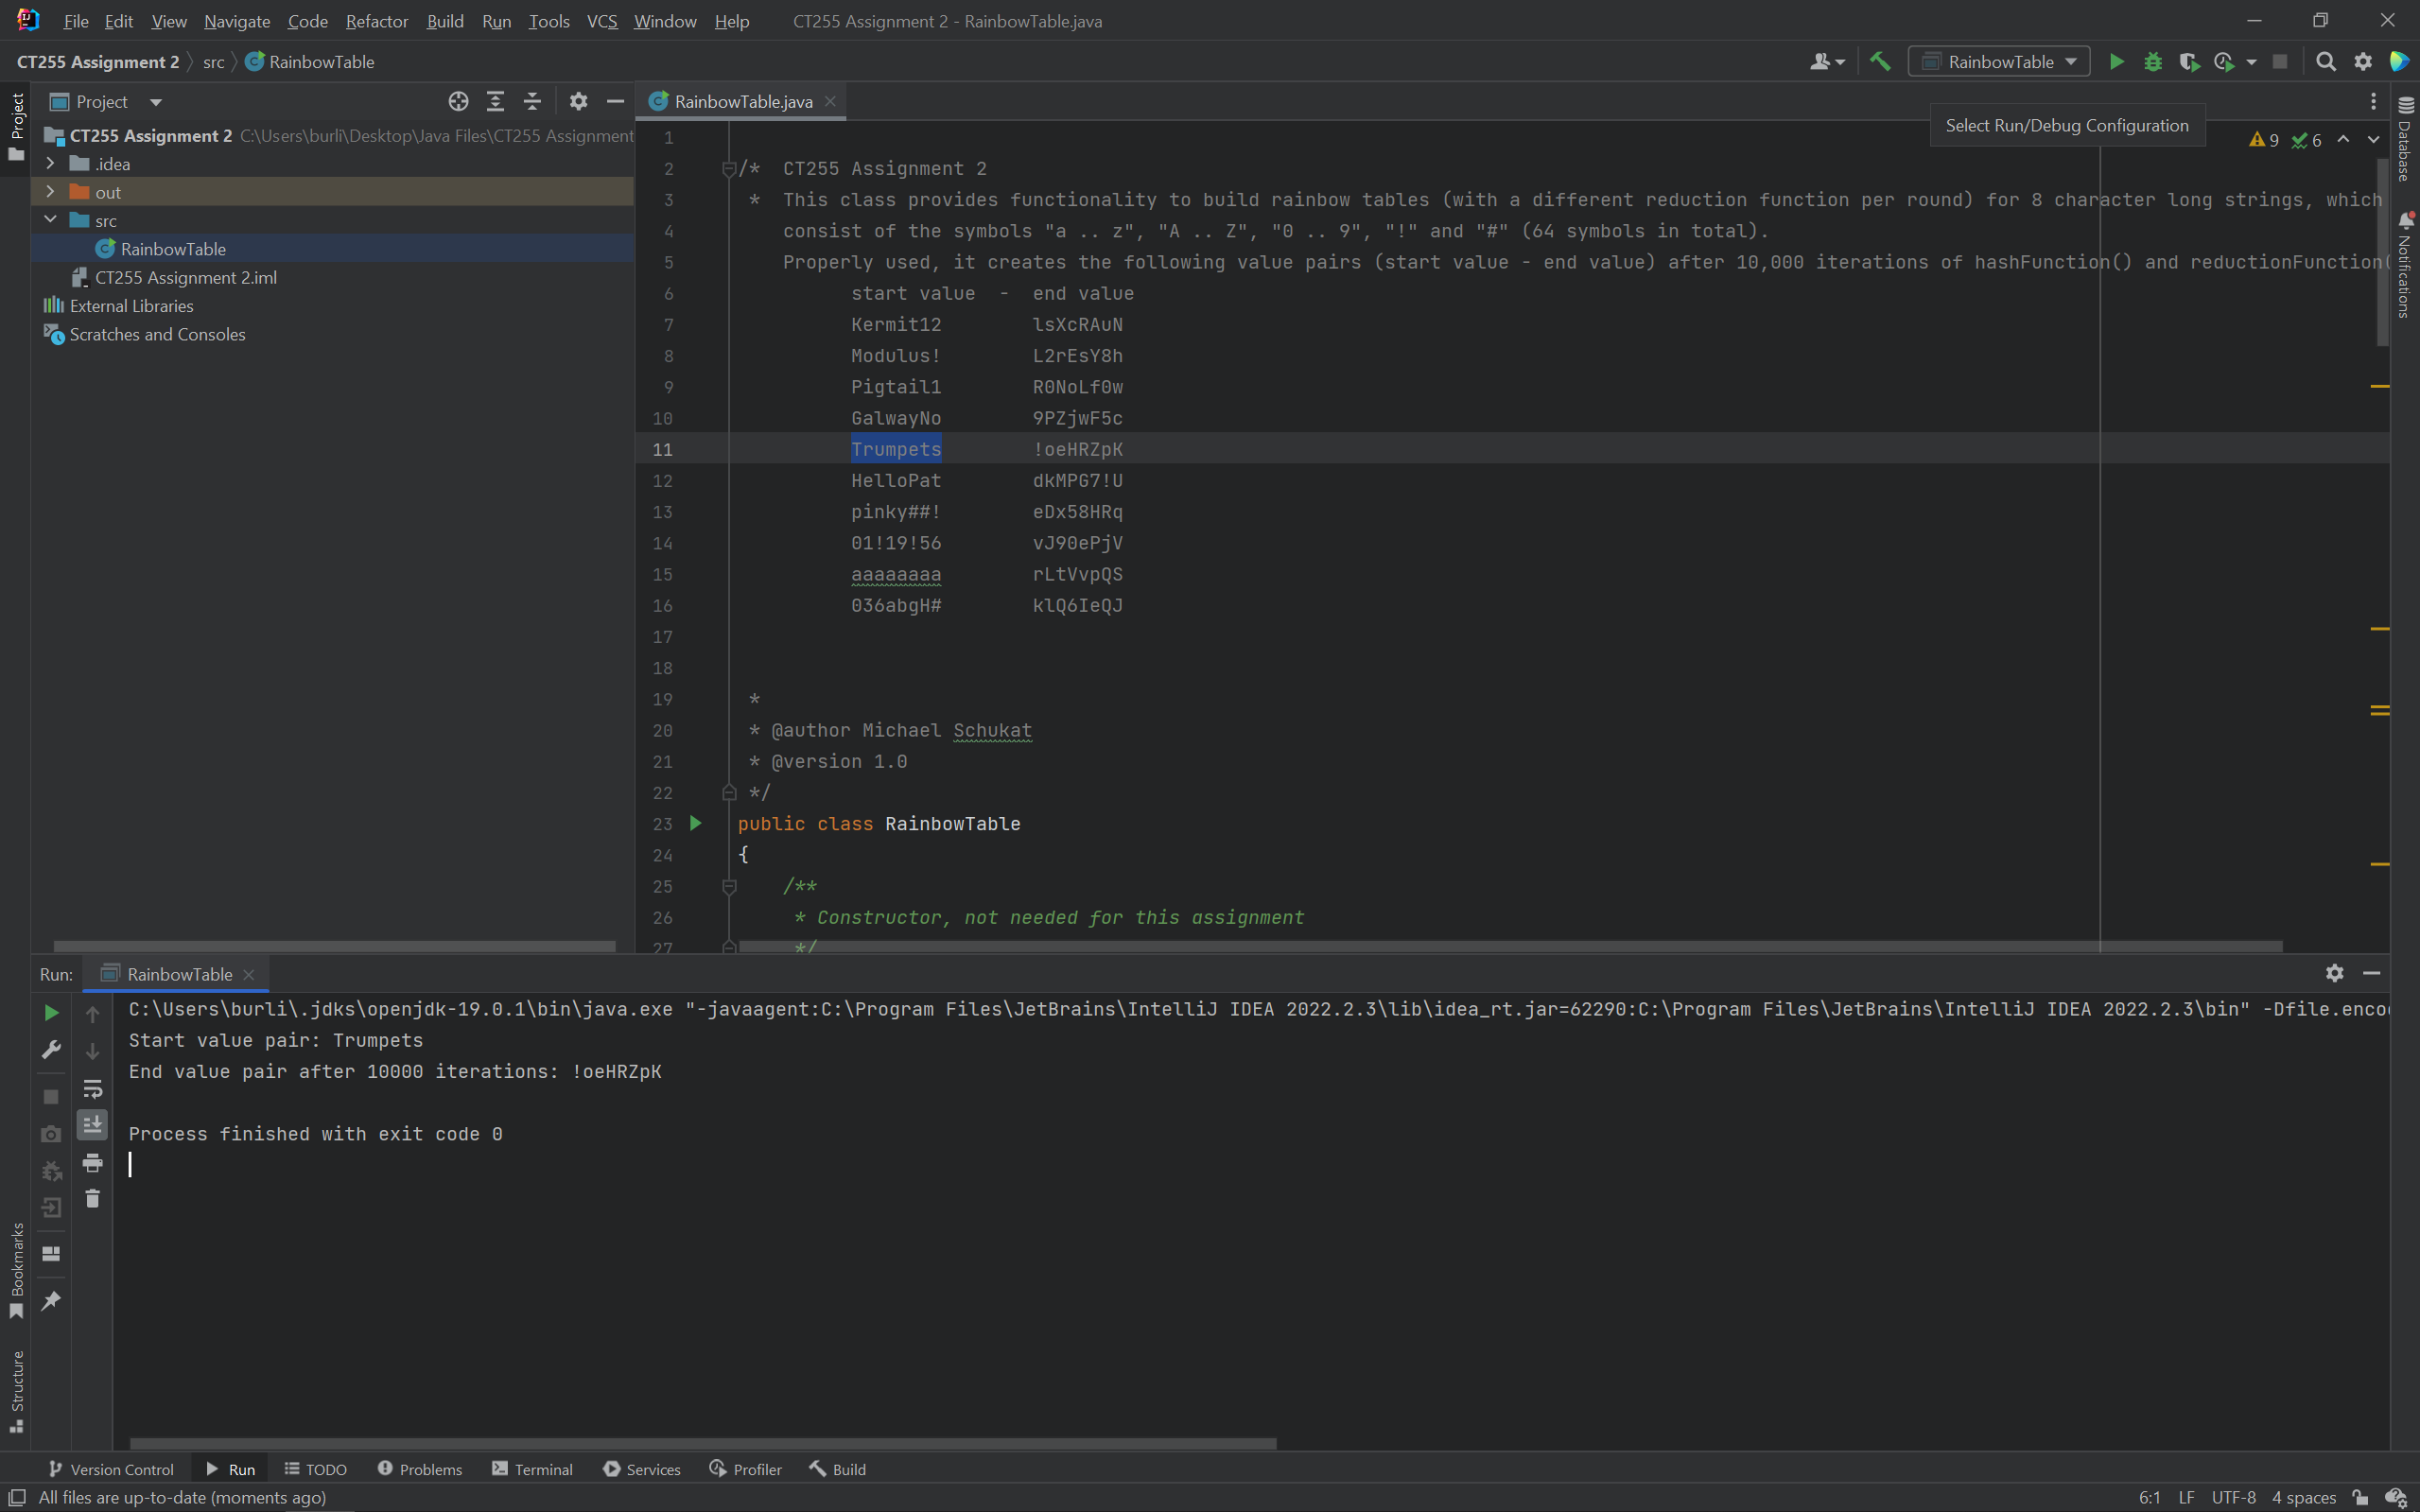 File Edit View Navigate Code Refactor Build Run Tools VCS Window Help CT255 Assignment 2 - RainbowTable.java
CT255 Assignment 2 src RainbowTable RainbowTable
Project
Project
RainbowTable.java
Select Run/Debug Configuration
9 6
Database
Notifications
CT255 Assignment 2 C:\Users\burli\Desktop\Java Files\CT255 Assignment
.idea
out
src
RainbowTable
CT255 Assignment 2.iml
External Libraries
Scratches and Consoles
1
2 /* CT255 Assignment 2
3 * This class provides functionality to build rainbow tables (with a different reduction function per round) for 8 character long strings, which
4 consist of the symbols "a .. z", "A .. Z", "0 .. 9", "!" and "#" (64 symbols in total).
5 Properly used, it creates the following value pairs (start value - end value) after 10,000 iterations of hashFunction() and reductionFunction(
6 start value - end value
7 Kermit12 lsXcRAuN
8 Modulus! L2rEsY8h
9 Pigtail1 R0NoLf0w
10 GalwayNo 9PZjwF5c
11 Trumpets !oeHRZpK
12 HelloPat dkMPG7!U
13 pinky##! eDx58HRq
14 01!19!56 vJ90ePjV
15 aaaaaaaa rLtVvpQS
16 036abgH# klQ6IeQJ
17
18
19 *
20 * @author Michael Schukat
21 * @version 1.0
22 */
23 public class RainbowTable
24 {
25 /**
26 * Constructor, not needed for this assignment
27 */
Run: RainbowTable
C:\Users\burli\.jdks\openjdk-19.0.1\bin\java.exe "-javaagent:C:\Program Files\JetBrains\IntelliJ IDEA 2022.2.3\lib\idea_rt.jar=62290:C:\Program Files\JetBrains\IntelliJ IDEA 2022.2.3\bin" -Dfile.enco
Start value pair: Trumpets
End value pair after 10000 iterations: !oeHRZpK
Process finished with exit code 0
Bookmarks
Structure
Version Control Run TODO Problems Terminal Services Profiler Build
All files are up-to-date (moments ago) 6:1 LF UTF-8 4 spaces